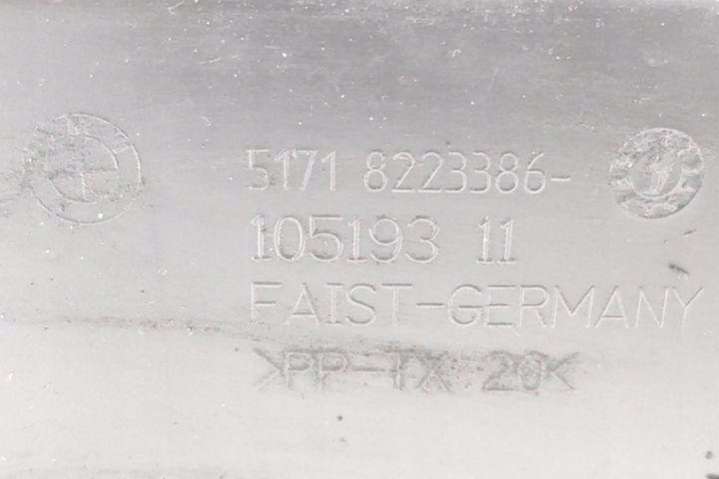 5171 8223386-
105193 11
FAIST-GERMANY
>PP-TX 20<